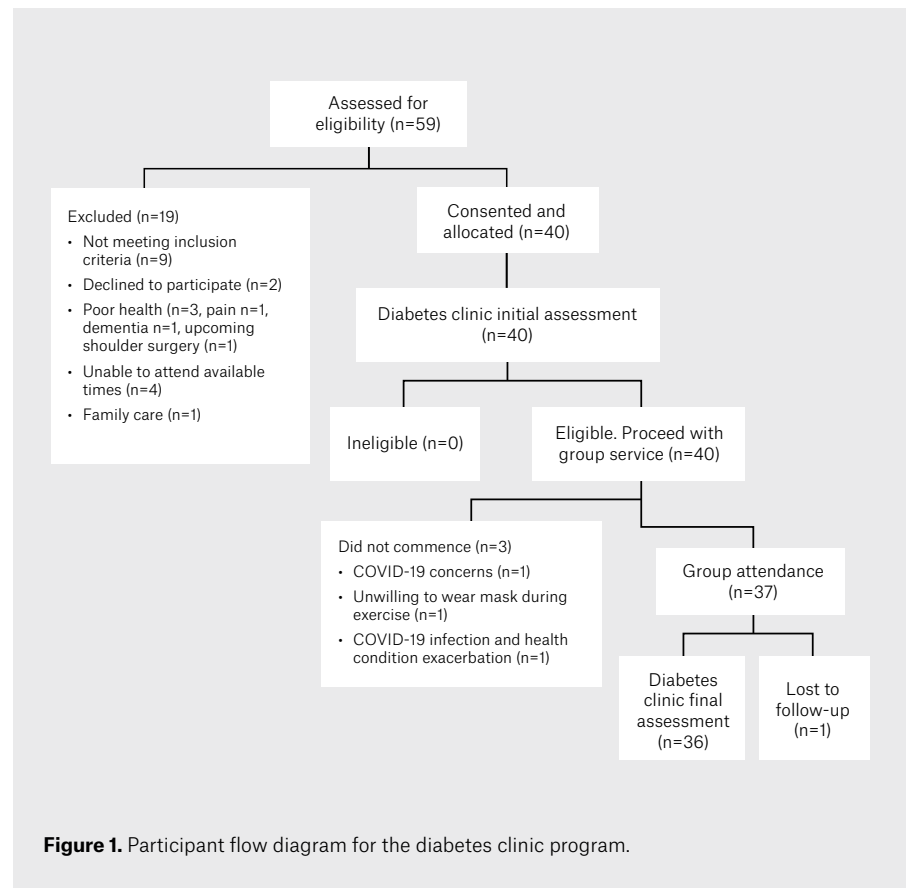 Assessed for
eligibility (n=59)
Excluded (n=19)
• Not meeting inclusion
criteria (n=9)
• Declined to participate (n=2)
• Poor health (n=3, pain n=1,
dementia n=1, upcoming
shoulder surgery (n=1)
• Unable to attend available
times (n=4)
• Family care (n=1)
Consented and
allocated (n=40)
Diabetes clinic initial assessment
(n=40)
Ineligible (n=0)
Eligible. Proceed with
group service (n=40)
Did not commence (n=3)
• COVID-19 concerns (n=1)
• Unwilling to wear mask during
exercise (n=1)
• COVID-19 infection and health
condition exacerbation (n=1)
Group attendance
(n=37)
Diabetes
clinic final
assessment
(n=36)
Lost to
follow-up
(n=1)
Figure 1. Participant flow diagram for the diabetes clinic program.